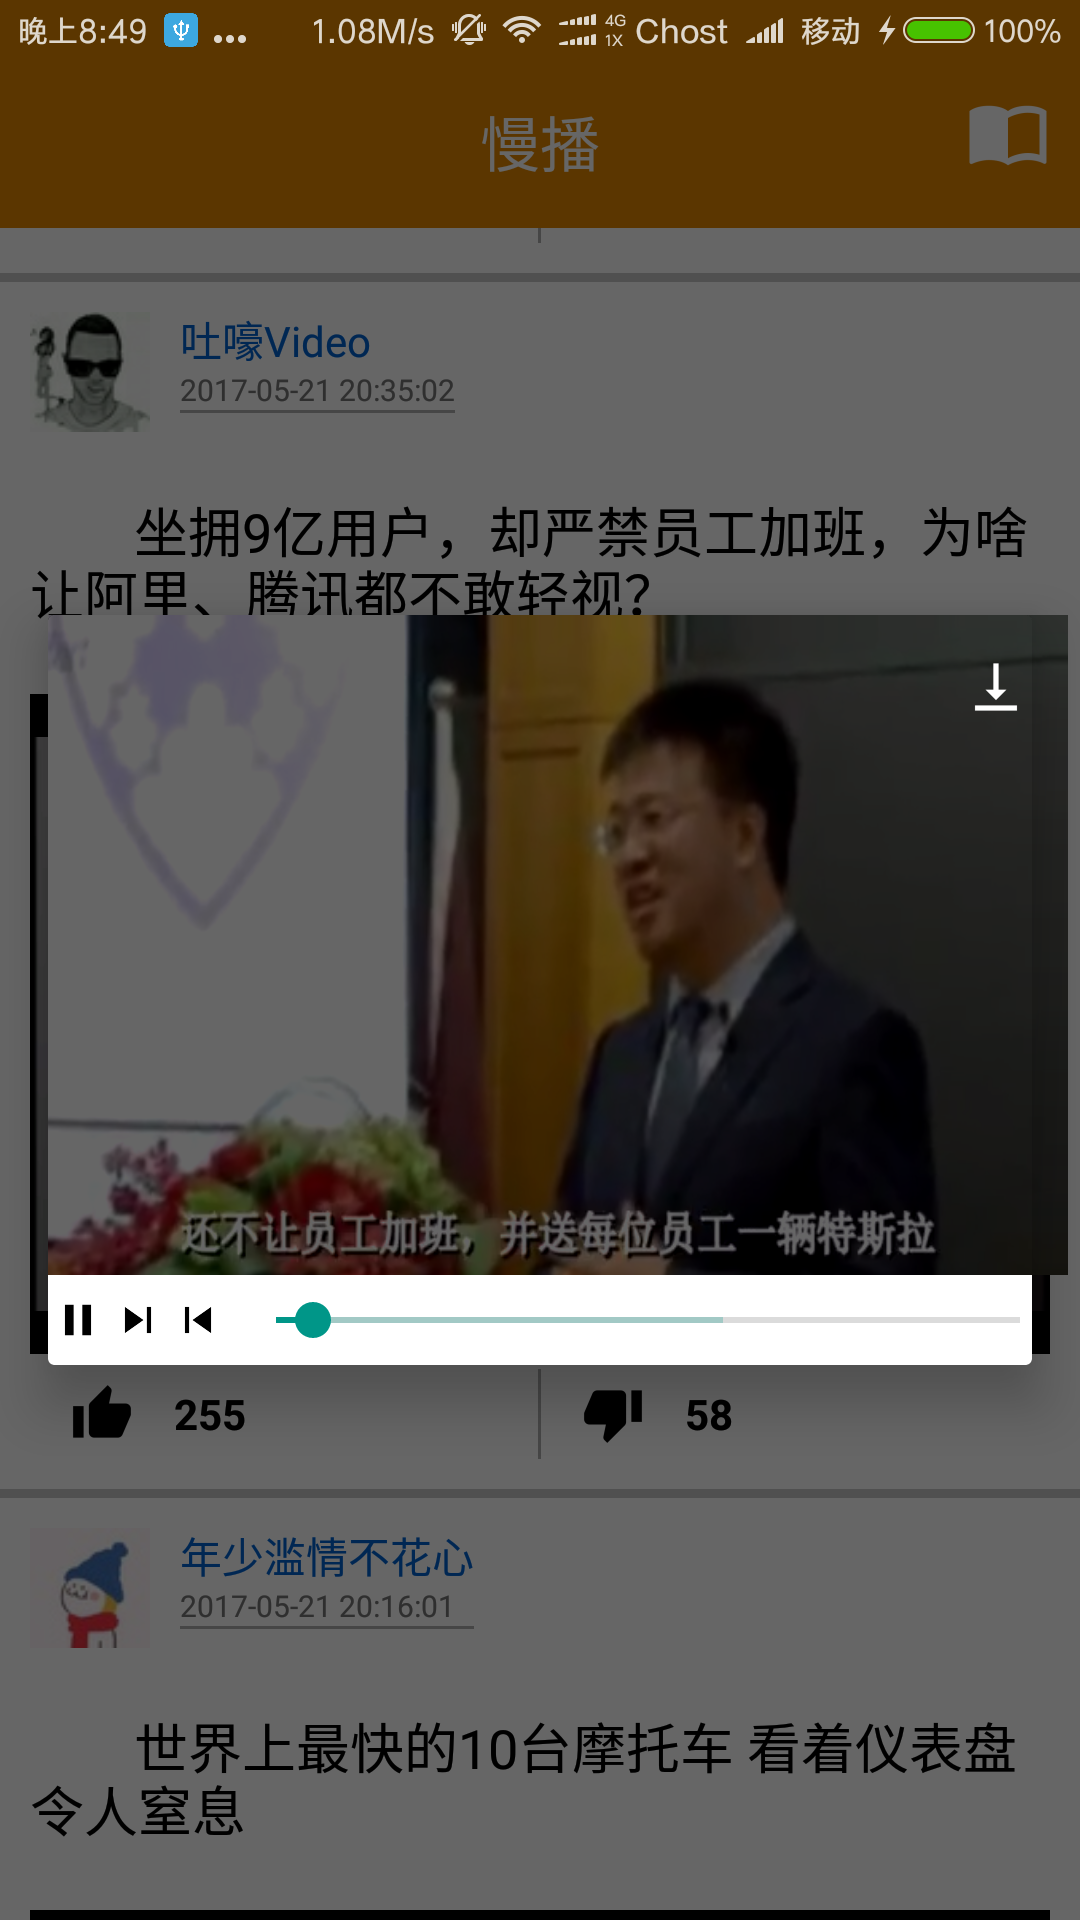 晚上8:49 ... 1.08M/s 4G 1X Chost 移动 100%
慢播
吐嚎Video
2017-05-21 20:35:02
坐拥9亿用户，却严禁员工加班，为啥
让阿里、腾讯都不敢轻视？
还不让员工加班，并送每位员工一辆特斯拉
255
58
年少滥情不花心
2017-05-21 20:16:01
世界上最快的10台摩托车 看着仪表盘
令人窒息